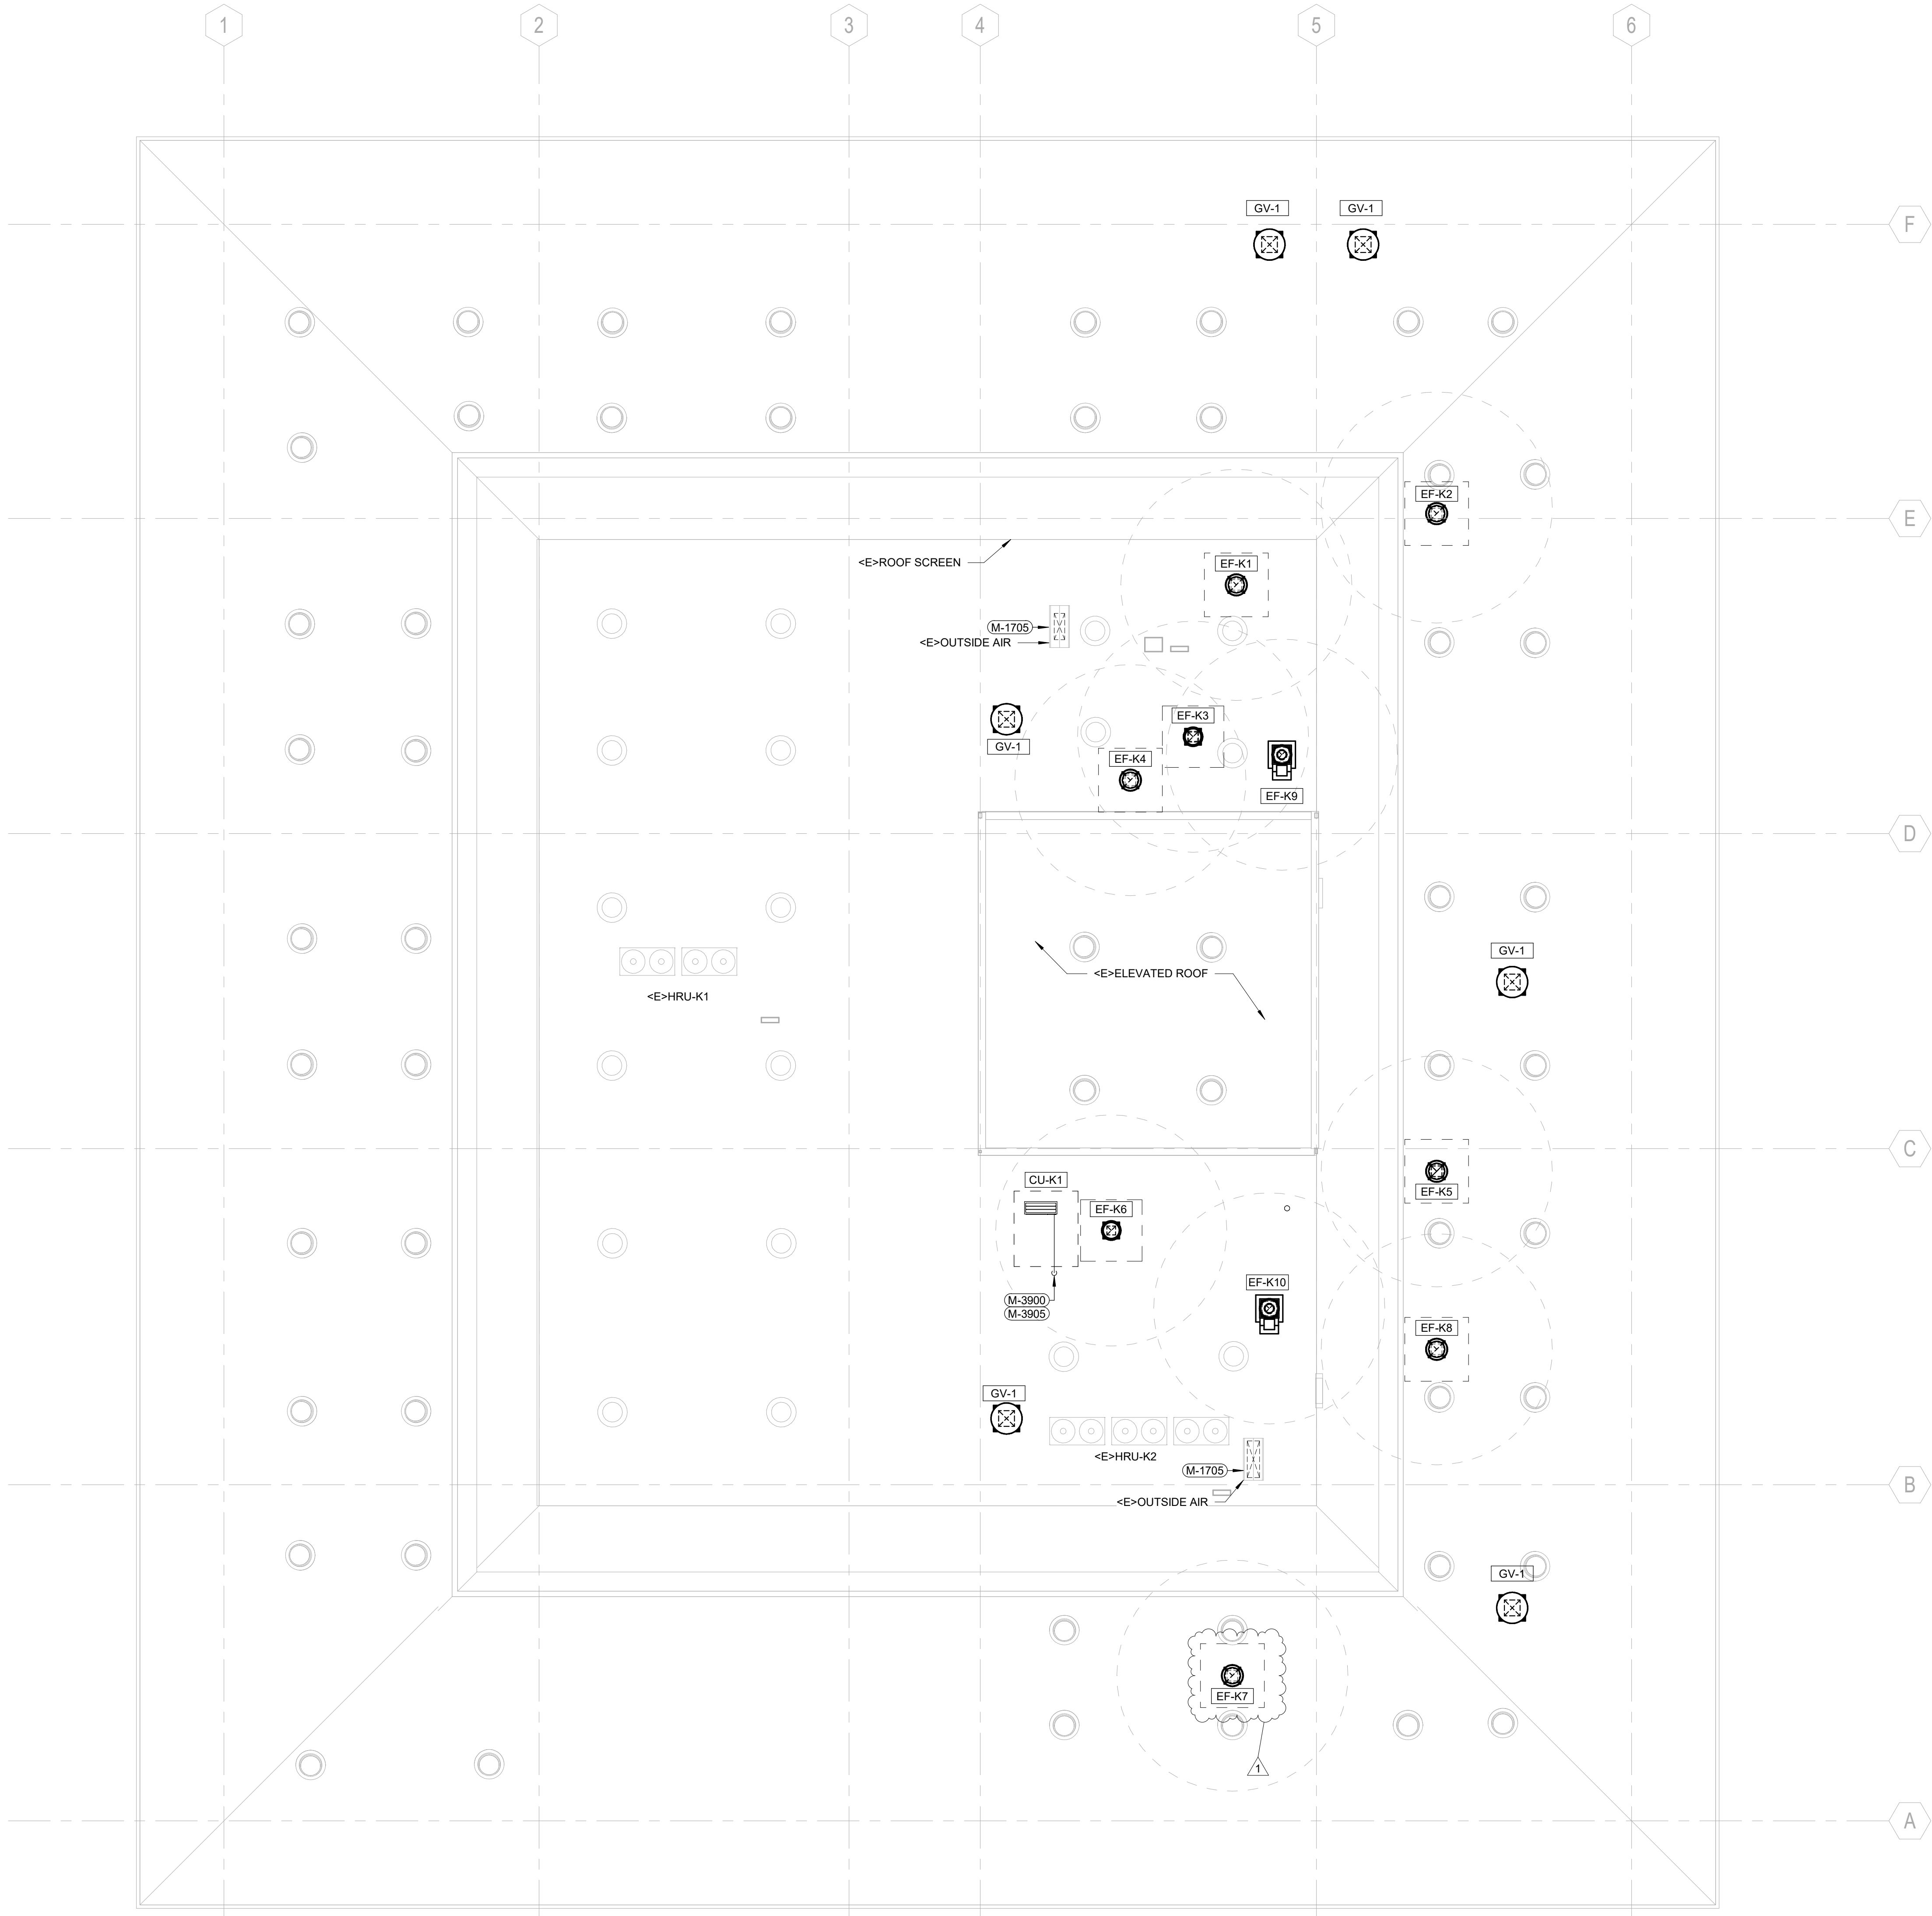 1
2
3
4
5
6
GV-1
GV-1
F
EF-K2
E
<E>ROOF SCREEN
EF-K1
M-1705
<E>OUTSIDE AIR
EF-K3
GV-1
EF-K4
EF-K9
D
GV-1
<E>ELEVATED ROOF
<E>HRU-K1
C
CU-K1
EF-K5
EF-K6
EF-K10
M-3900
M-3905
EF-K8
GV-1
<E>HRU-K2
M-1705
B
<E>OUTSIDE AIR
GV-1
EF-K7
1
A